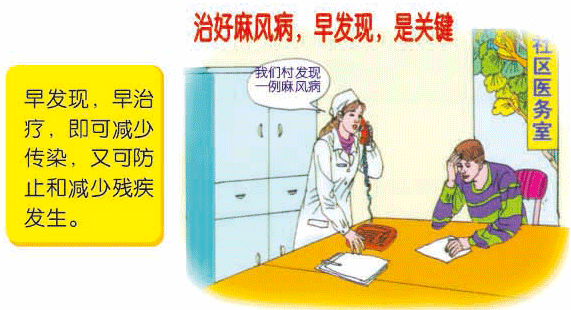 治好麻风病，早发现，是关键
早发现，早治
疗，即可减少
传染，又可防
止和减少残疾
发生。
我们村发现
一例麻风病
社区医务室